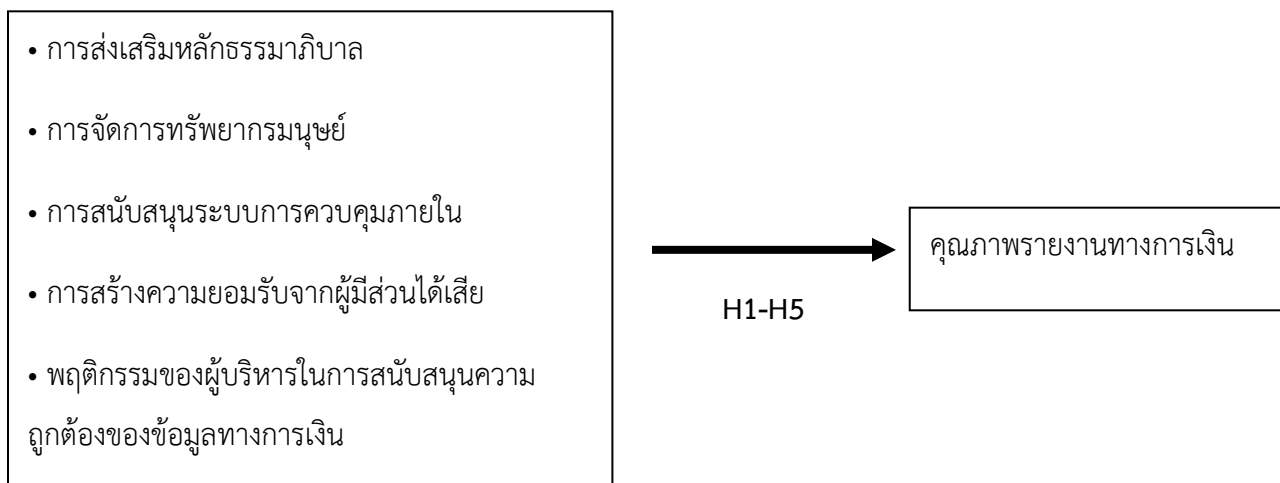 • การส่งเสริมหลักธรรมาภิบาล
• การจัดการทรัพยากรมนุษย์
• การสนับสนุนระบบการควบคุมภายใน
• การสร้างความยอมรับจากผู้มีส่วนได้เสีย
• พฤติกรรมของผู้บริหารในการสนับสนุนความ
ถูกต้องของข้อมูลทางการเงิน
H1-H5
คุณภาพรายงานทางการเงิน